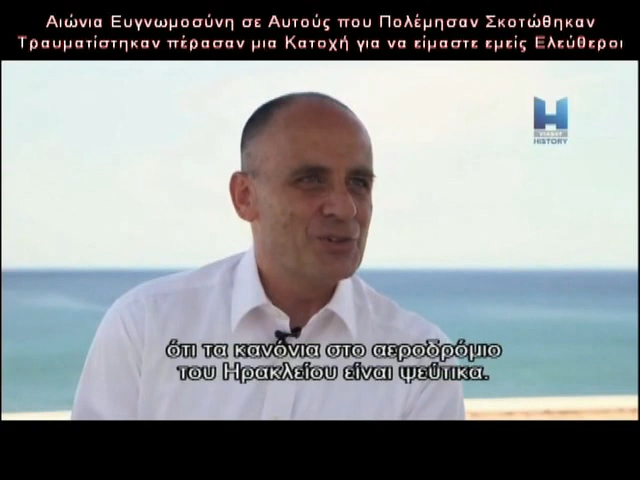 Αιώνια Ευγνωμοσύνη σε Αυτούς που Πολέμησαν Σκοτώθηκαν
Τραυματίστηκαν πέρασαν μια Κατοχή για να είμαστε εμείς Ελεύθεροι
H
VIASAT
HISTORY
ότι τα κανόνια στο αεροδρόμιο
του Ηρακλείου είναι ψεύτικα.